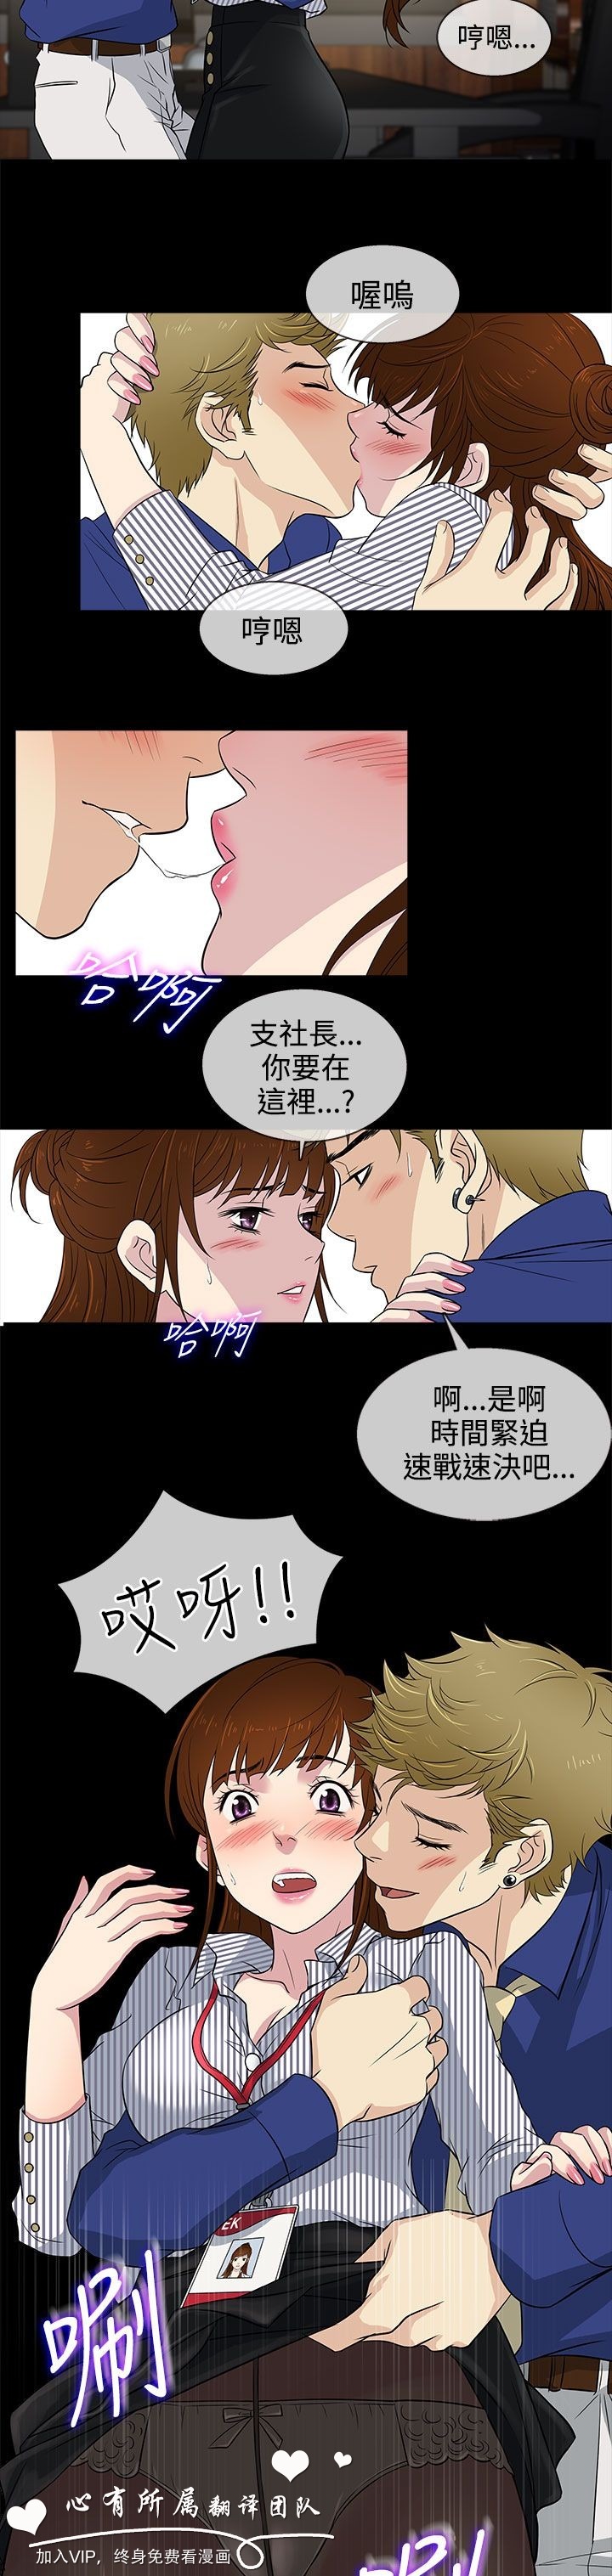 哼嗯...
喔嗚
哼嗯
哈啊
支社長...
你要在
這裡...?
哈啊
啊...是啊
時間緊迫
速戰速決吧...
哎呀!!
EK
唰
心有所属翻译团队
加入VIP，终身免费看漫画